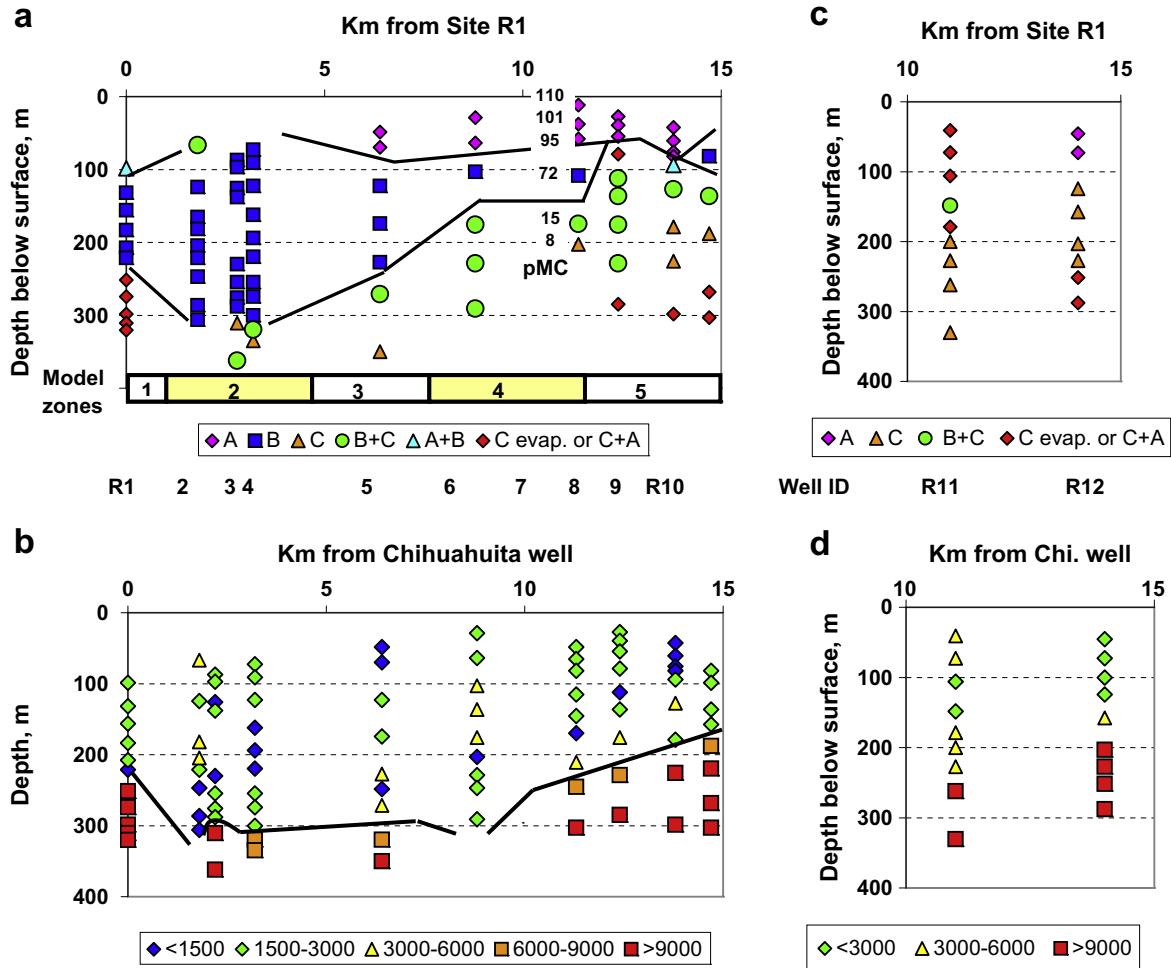 a
Km from Site R1
0 5 10 15
Depth below surface, m
0
100
200
300
110
101
95
72
15
8
pMC
Model zones
1 2 3 4 5
A B C B+C A+B C evap. or C+A
c
Km from Site R1
10 15
Depth below surface, m
0
100
200
300
400
A C B+C C evap. or C+A
R1 2 3 4 5 6 7 8 9 R10 Well ID R11 R12
b
Km from Chihuahuita well
0 5 10 15
Depth, m
0
100
200
300
400
<1500 1500-3000 3000-6000 6000-9000 >9000
d
Km from Chi. well
10 15
Depth below surface, m
0
100
200
300
400
<3000 3000-6000 >9000